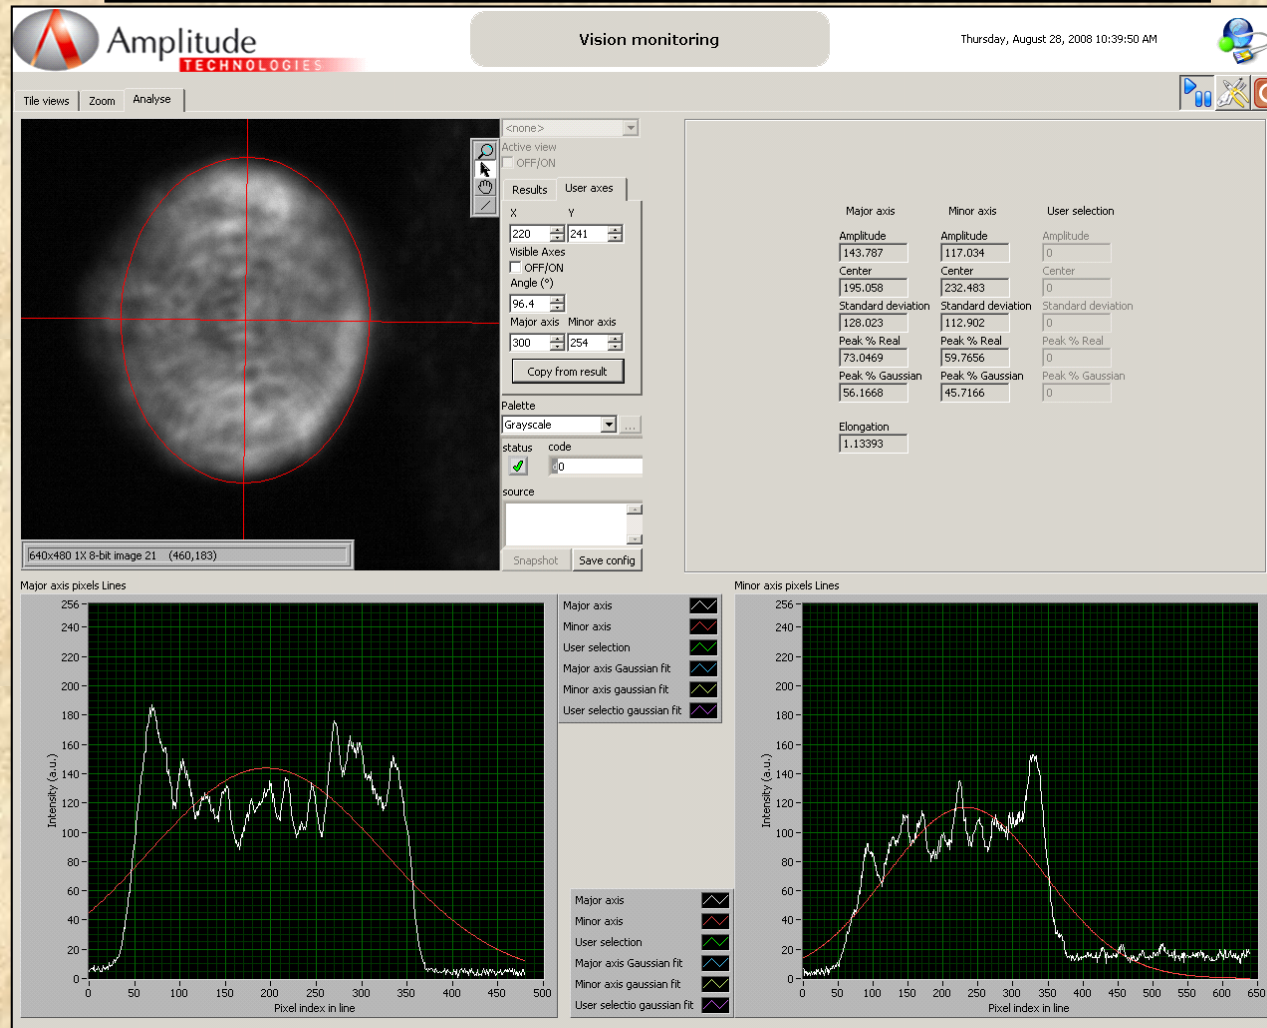 Amplitude
TECHNOLOGIES
Vision monitoring
Thursday, August 28, 2008 10:39:50 AM
Tile views
Zoom
Analyse
<none>
Active view
OFF/ON
Results
User axes
X
Y
220
241
Visible Axes
OFF/ON
Angle (°)
96.4
Major axis
Minor axis
300
254
Copy from result
Palette
Grayscale
...
status
code
0
source
Snapshot
Save config
640x480 1X 8-bit image 21 (460,183)
Major axis
Minor axis
User selection
Amplitude
Amplitude
Amplitude
143.787
117.034
0
Center
Center
Center
195.058
232.483
0
Standard deviation
Standard deviation
Standard deviation
128.023
112.902
0
Peak % Real
Peak % Real
Peak % Real
73.0469
59.7656
0
Peak % Gaussian
Peak % Gaussian
Peak % Gaussian
56.1668
45.7166
0
Elongation
1.13393
Major axis pixels Lines
256
240
220
200
180
160
140
120
100
80
60
40
20
0
Intensity (a.u.)
0 50 100 150 200 250 300 350 400 450 500
Pixel index in line
Major axis
Minor axis
User selection
Major axis Gaussian fit
Minor axis gaussian fit
User selectio gaussian fit
Major axis
Minor axis
User selection
Major axis Gaussian fit
Minor axis gaussian fit
User selectio gaussian fit
Minor axis pixels Lines
256
240
220
200
180
160
140
120
100
80
60
40
20
0
Intensity (a.u.)
0 50 100 150 200 250 300 350 400 450 500 550 600 650
Pixel index in line